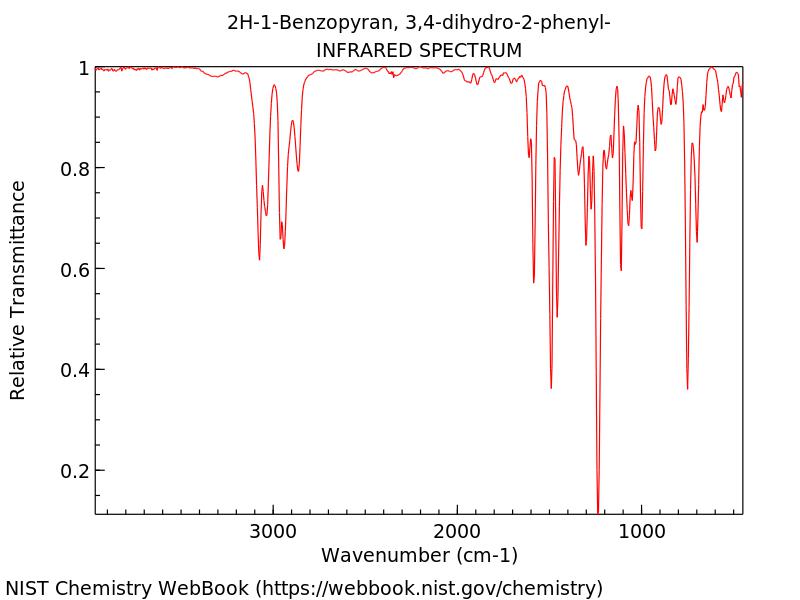 2H-1-Benzopyran, 3,4-dihydro-2-phenyl-
INFRARED SPECTRUM
1
0.8
0.6
0.4
0.2
Relative Transmittance
3000 2000 1000
Wavenumber (cm-1)
NIST Chemistry WebBook (https://webbook.nist.gov/chemistry)